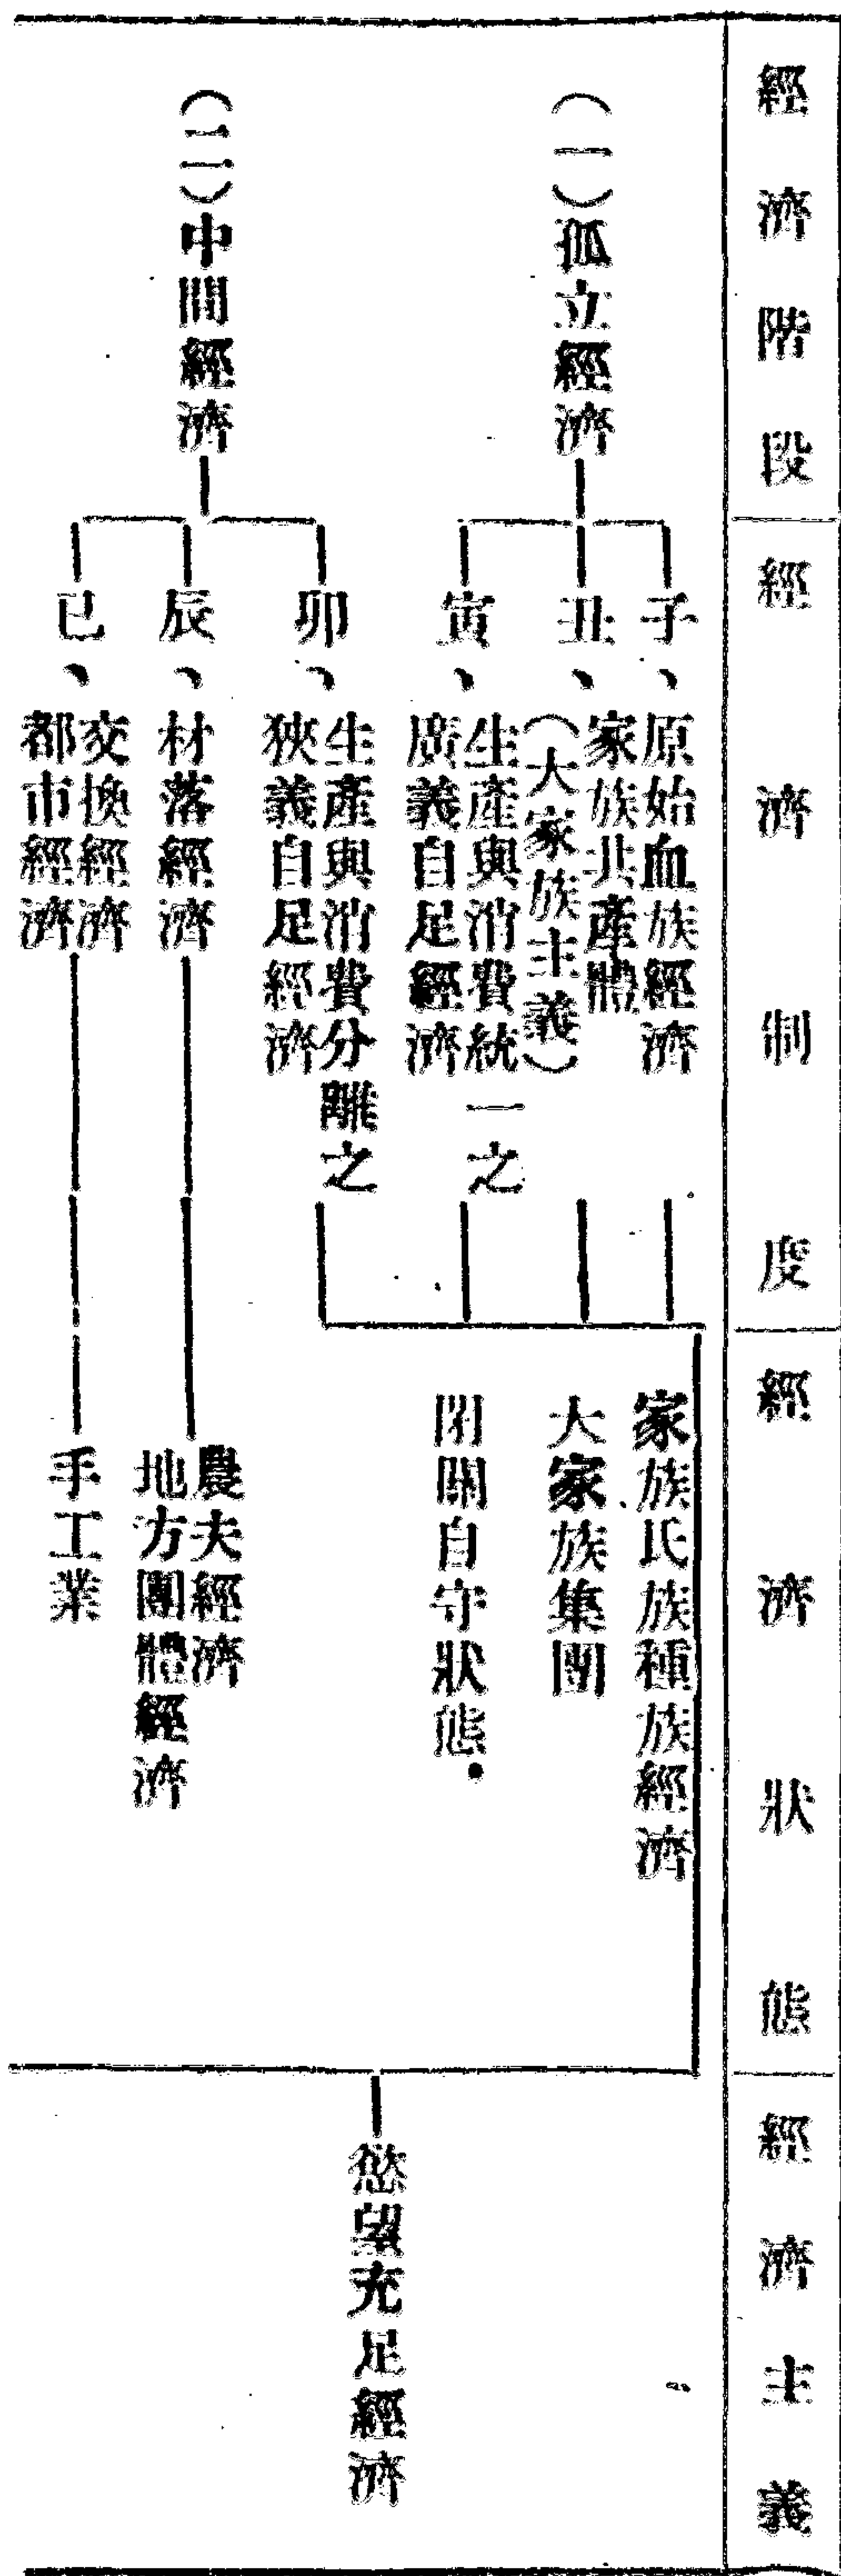 經濟階段
經濟制度
經濟狀態
經濟主義
(一)孤立經濟
子、原始血族經濟
丑、家族共產體
(大家族主義)
寅、生產與消費統一之
廣義自足經濟
家族氏族種族經濟
大家族集團
閉關自守狀態.
(二)中間經濟
卯、生產與消費分離之
狹義自足經濟
辰、材落經濟
巳、交換經濟
都市經濟
農夫經濟
地方團體經濟
手工業
慾望充足經濟